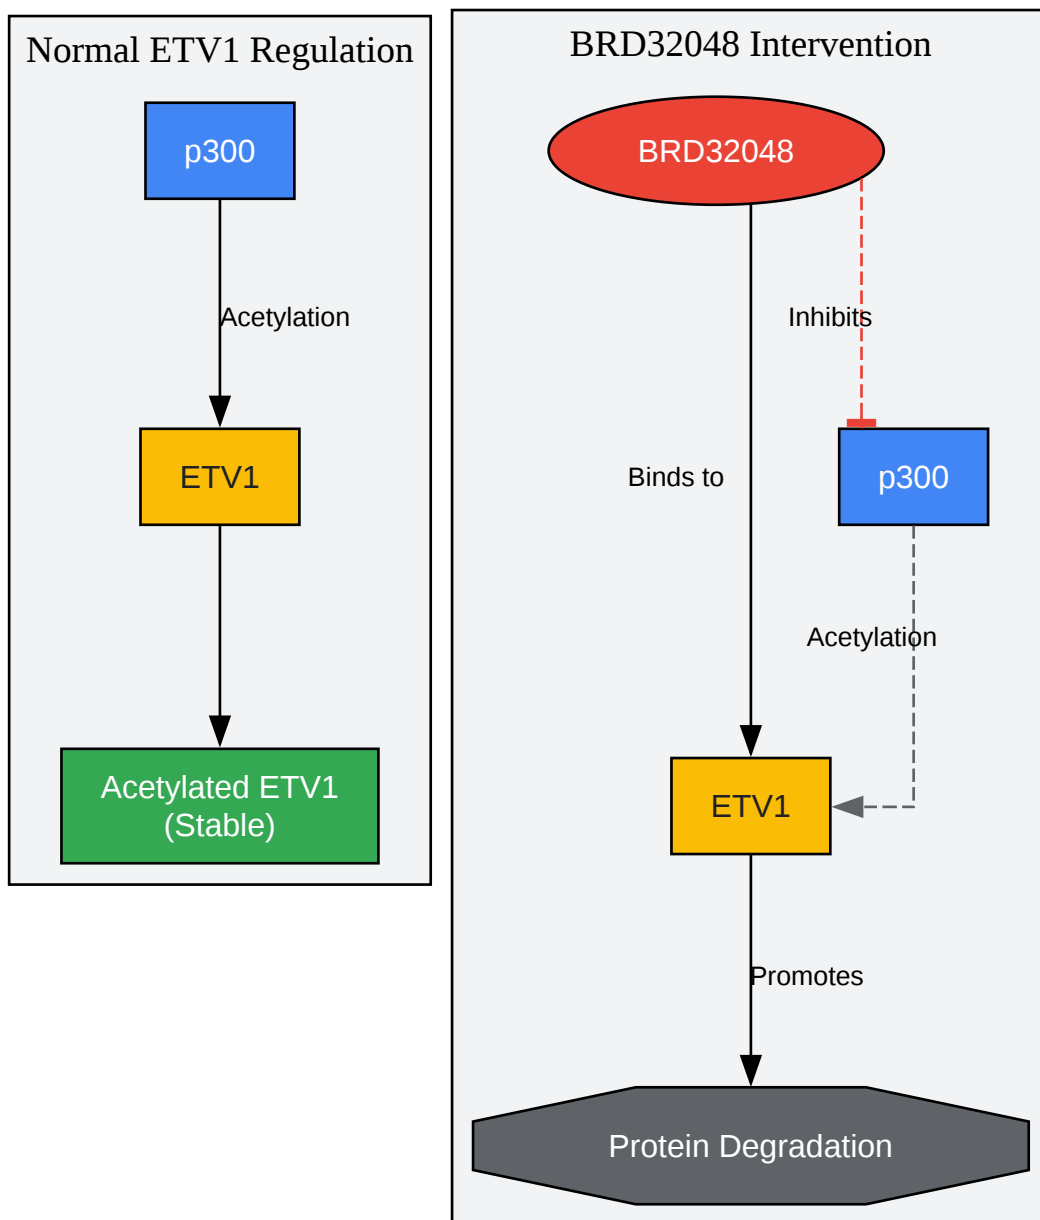 Normal ETV1 Regulation
p300
Acetylation
ETV1
Acetylated ETV1
(Stable)
BRD32048 Intervention
BRD32048
Inhibits
Binds to
p300
Acetylation
ETV1
Promotes
Protein Degradation